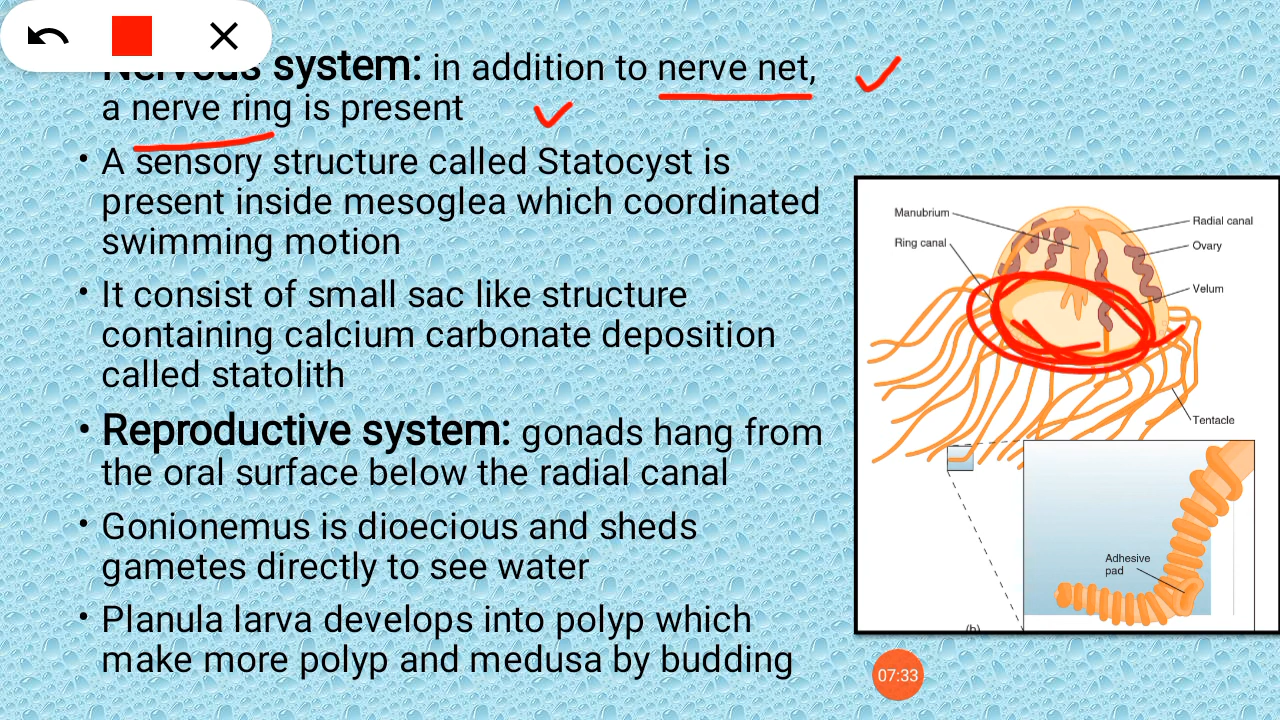 Nervous system: in addition to nerve net,
a nerve ring is present
• A sensory structure called Statocyst is
present inside mesoglea which coordinated
swimming motion
• It consist of small sac like structure
containing calcium carbonate deposition
called statolith
• Reproductive system: gonads hang from
the oral surface below the radial canal
• Gonionemus is dioecious and sheds
gametes directly to see water
• Planula larva develops into polyp which
make more polyp and medusa by budding
Manubrium
Ring canal
Radial canal
Ovary
Velum
Tentacle
Adhesive
pad
(b)
07:33